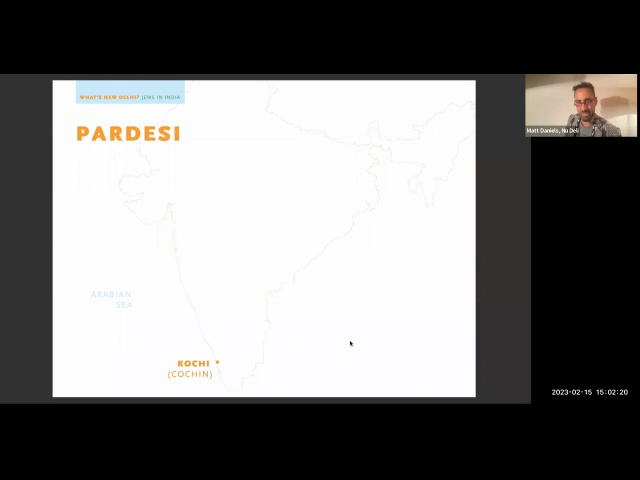 WHAT'S NEW DELHI? JEWS IN INDIA
PARDESI
ARABIAN
SEA
KOCHI
(COCHIN)
Matt Daniels, Nu Deli
2023-02-15 15:02:20